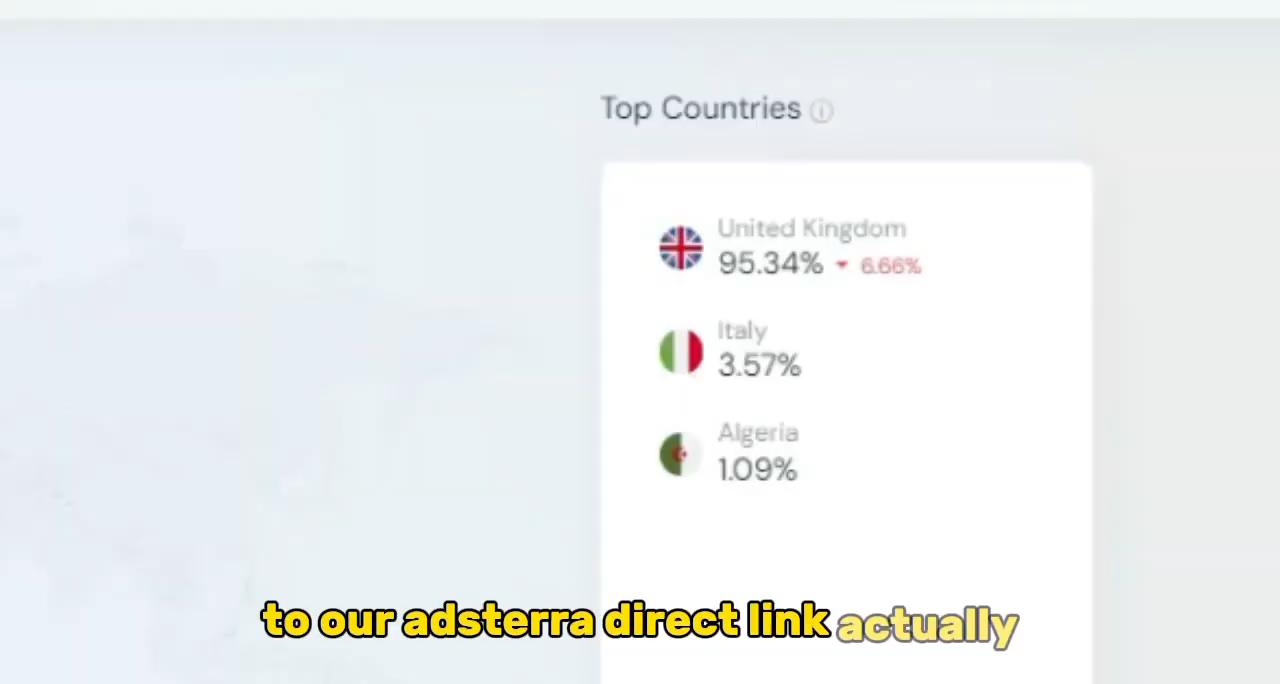 Top Countries
United Kingdom
95.34% 6.66%
Italy
3.57%
Algeria
1.09%
to our adsterra direct link actually